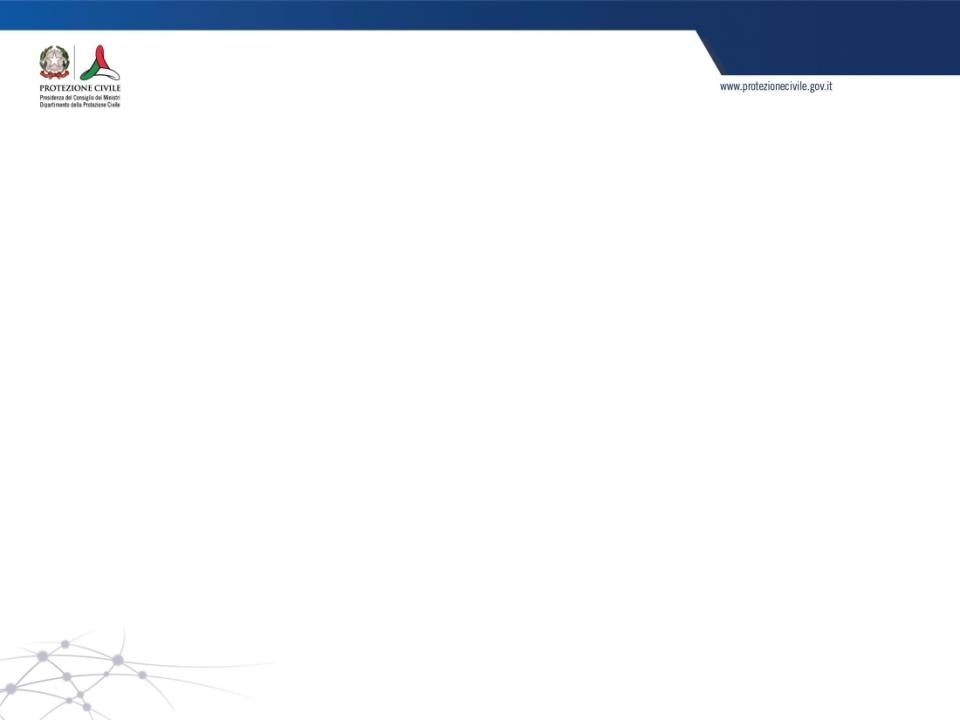 PROTEZIONE CIVILE
Presidenza del Consiglio dei Ministri
Dipartimento della Protezione Civile
www.protezionecivile.gov.it